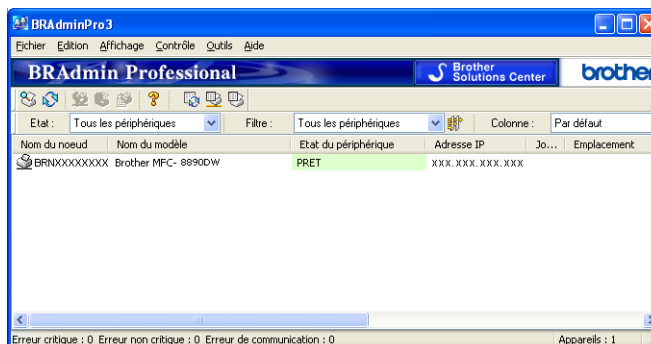 BRAdminPro3
Fichier Edition Affichage Contrôle Outils Aide
BRAdmin Professional Brother Solutions Center brother
Etat : Tous les périphériques Filtre : Tous les périphériques Colonne : Par défaut
Nom du noeud Nom du modèle Etat du périphérique Adresse IP Jo... Emplacement
BRNXXXXXXXX Brother MFC- 8890DW PRET XXX.XXX.XXX.XXX
Erreur critique : 0 Erreur non critique : 0 Erreur de communication : 0 Appareils : 1